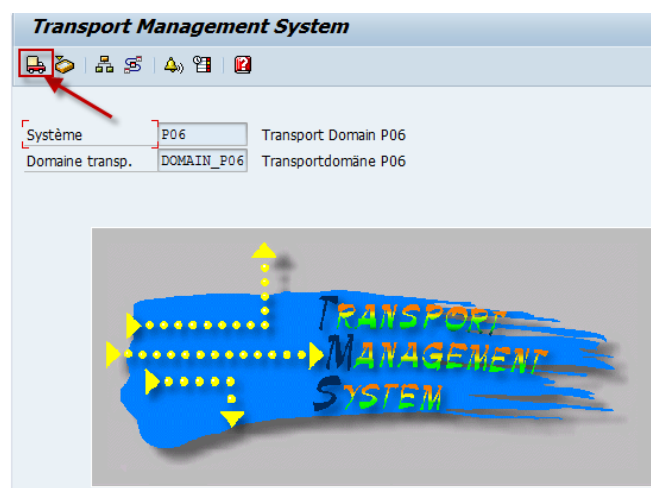 Transport Management System
Système P06 Transport Domain P06
Domaine transp. DOMAIN_P06 Transportdomäne P06
TRANSPORT
MANAGEMENT
SYSTEM